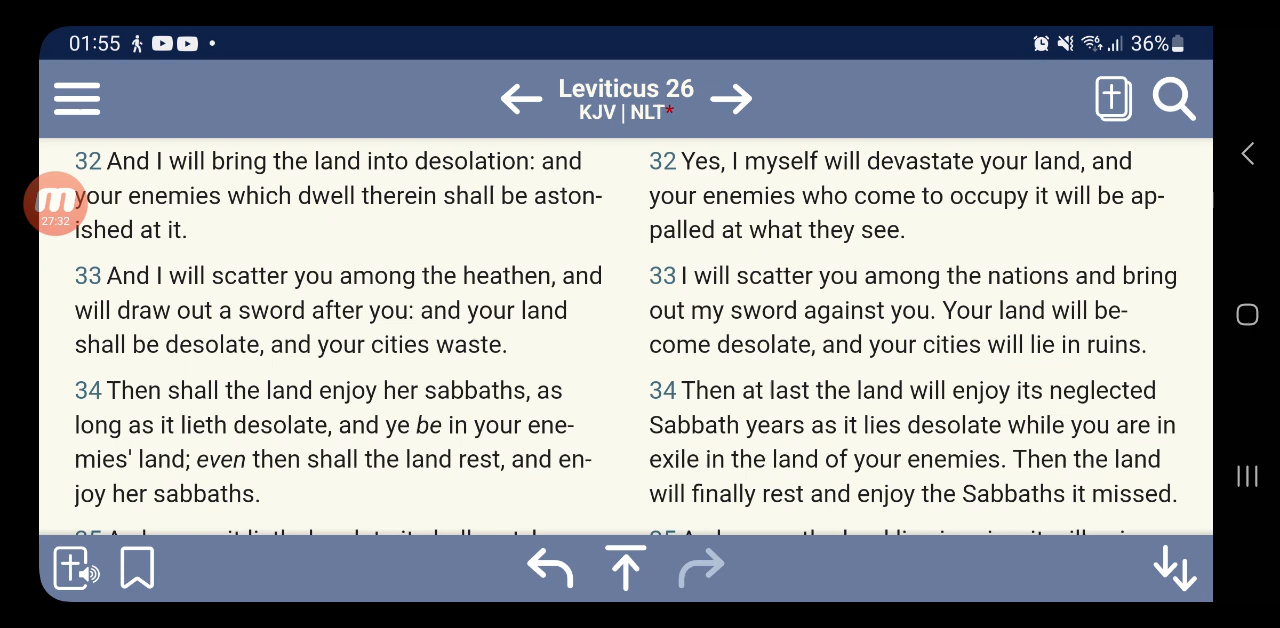 01:55
36%
Leviticus 26
KJV | NLT*
27:32
32 And I will bring the land into desolation: and
your enemies which dwell therein shall be aston-
ished at it.
33 And I will scatter you among the heathen, and
will draw out a sword after you: and your land
shall be desolate, and your cities waste.
34 Then shall the land enjoy her sabbaths, as
long as it lieth desolate, and ye be in your ene-
mies' land; even then shall the land rest, and en-
joy her sabbaths.
32 Yes, I myself will devastate your land, and
your enemies who come to occupy it will be ap-
palled at what they see.
33 I will scatter you among the nations and bring
out my sword against you. Your land will be-
come desolate, and your cities will lie in ruins.
34 Then at last the land will enjoy its neglected
Sabbath years as it lies desolate while you are in
exile in the land of your enemies. Then the land
will finally rest and enjoy the Sabbaths it missed.